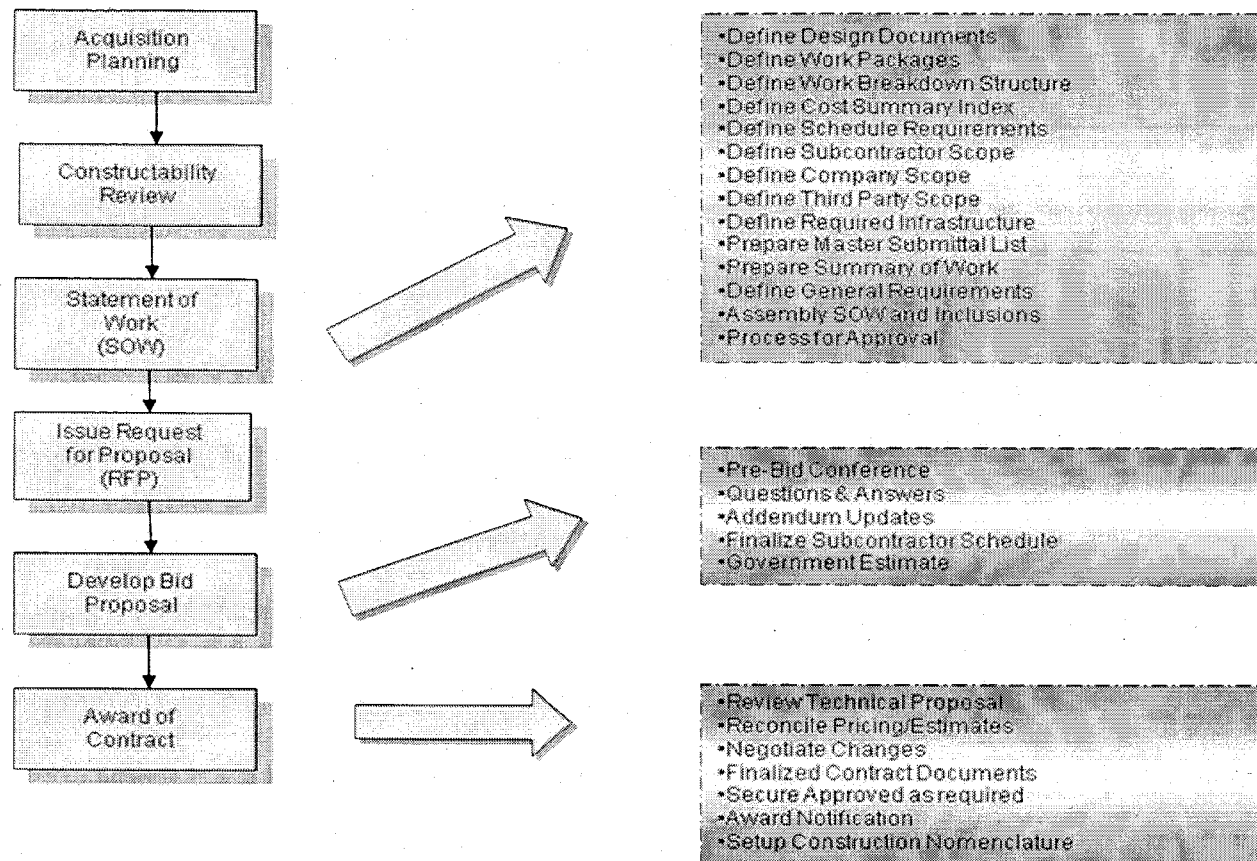 Acquisition
Planning
Constructability
Review
Statement of
Work
(SOW)
Issue Request
for Proposal
(RFP)
Develop Bid
Proposal
Award of
Contract
•Define Design Documents
•Define Work Packages
•Define Work Breakdown Structure
•Define Cost Summary Index
•Define Schedule Requirements
•Define Subcontractor Scope
•Define Company Scope
•Define Third Party Scope
•Define Required Infrastructure
•Prepare Master Submittal List
•Prepare Summary of Work
•Define General Requirements
•Assembly SOW and Inclusions
•Process for Approval
•Pre-Bid Conference
•Questions & Answers
•Addendum Updates
•Finalize Subcontractor Schedule
•Government Estimate
•Review Technical Proposal
•Reconcile Pricing/Estimates
•Negotiate Changes
•Finalized Contract Documents
•Secure Approved as required
•Award Notification
•Setup Construction Nomenclature